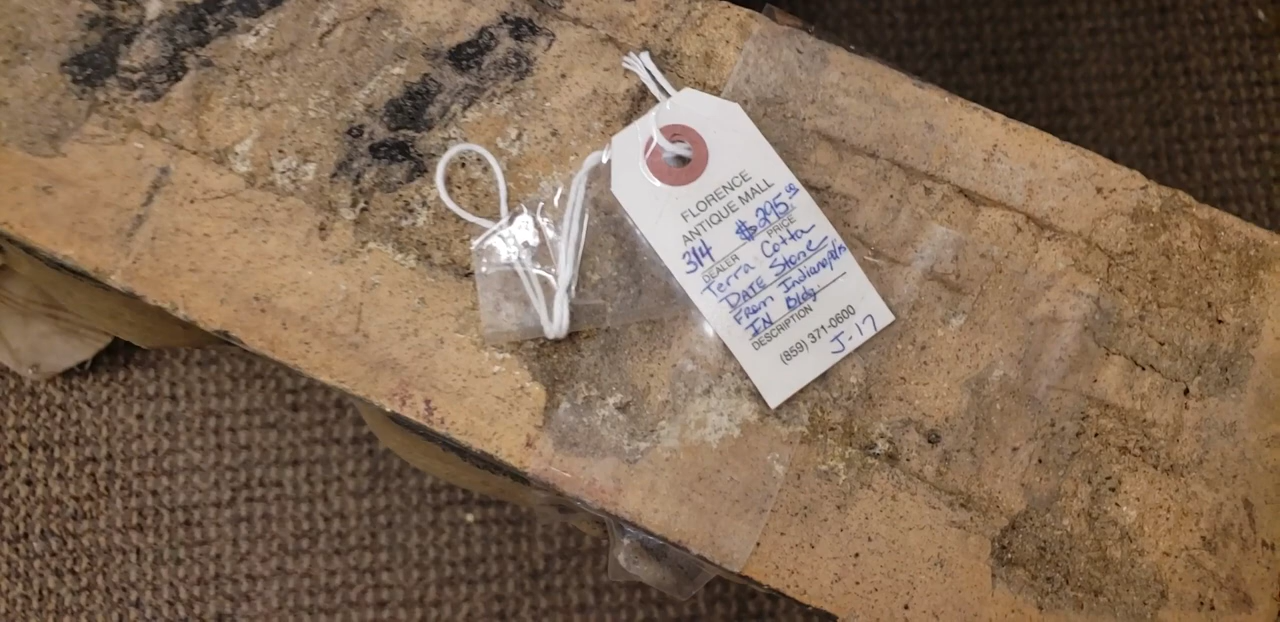 FLORENCE
ANTIQUE MALL
314 $295.00
DEALER PRICE
Terra Cotta
DATE Stone
From Indianapolis
IN Bldg.
DESCRIPTION
(859) 371-0600
J-17